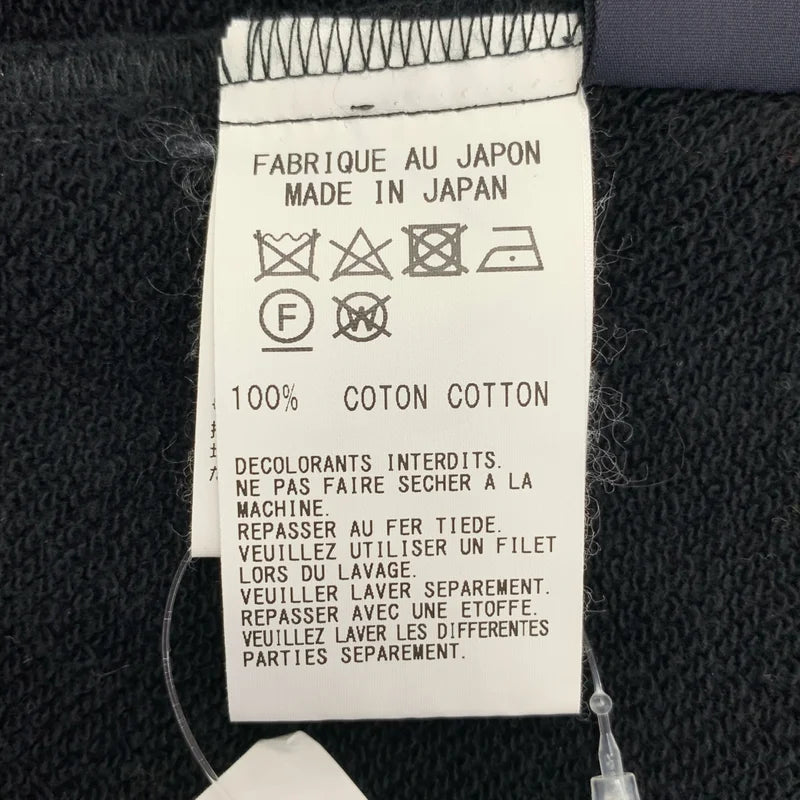 FABRIQUE AU JAPON
MADE IN JAPAN
F W
100% COTON COTTON
DECOLORANTS INTERDITS.
NE PAS FAIRE SECHER A LA
MACHINE.
REPASSER AU FER TIEDE.
VEUILLEZ UTILISER UN FILET
LORS DU LAVAGE.
VEUILLER LAVER SEPAREMENT.
REPASSER AVEC UNE ETOFFE.
VEUILLEZ LAVER LES DIFFERENTES
PARTIES SEPAREMENT.